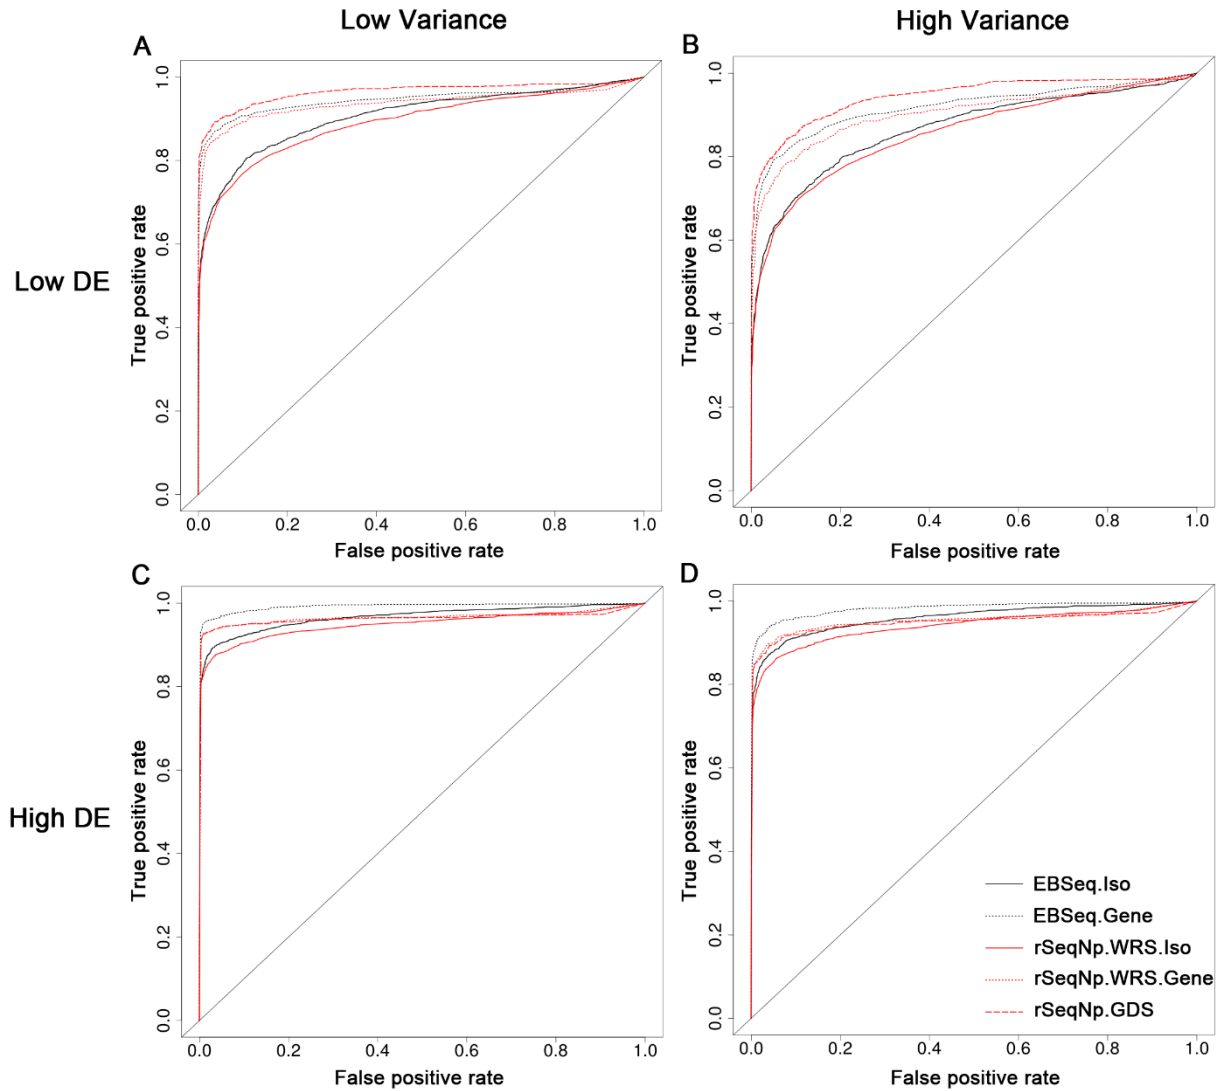 Low Variance
High Variance
A
B
Low DE
True positive rate
0.0 0.2 0.4 0.6 0.8 1.0
0.0 0.2 0.4 0.6 0.8 1.0
False positive rate
True positive rate
0.0 0.2 0.4 0.6 0.8 1.0
0.0 0.2 0.4 0.6 0.8 1.0
False positive rate
C
D
High DE
True positive rate
0.0 0.2 0.4 0.6 0.8 1.0
0.0 0.2 0.4 0.6 0.8 1.0
False positive rate
True positive rate
0.0 0.2 0.4 0.6 0.8 1.0
EBSeq.Iso
EBSeq.Gene
rSeqNp.WRS.Iso
rSeqNp.WRS.Gene
rSeqNp.GDS
0.0 0.2 0.4 0.6 0.8 1.0
False positive rate